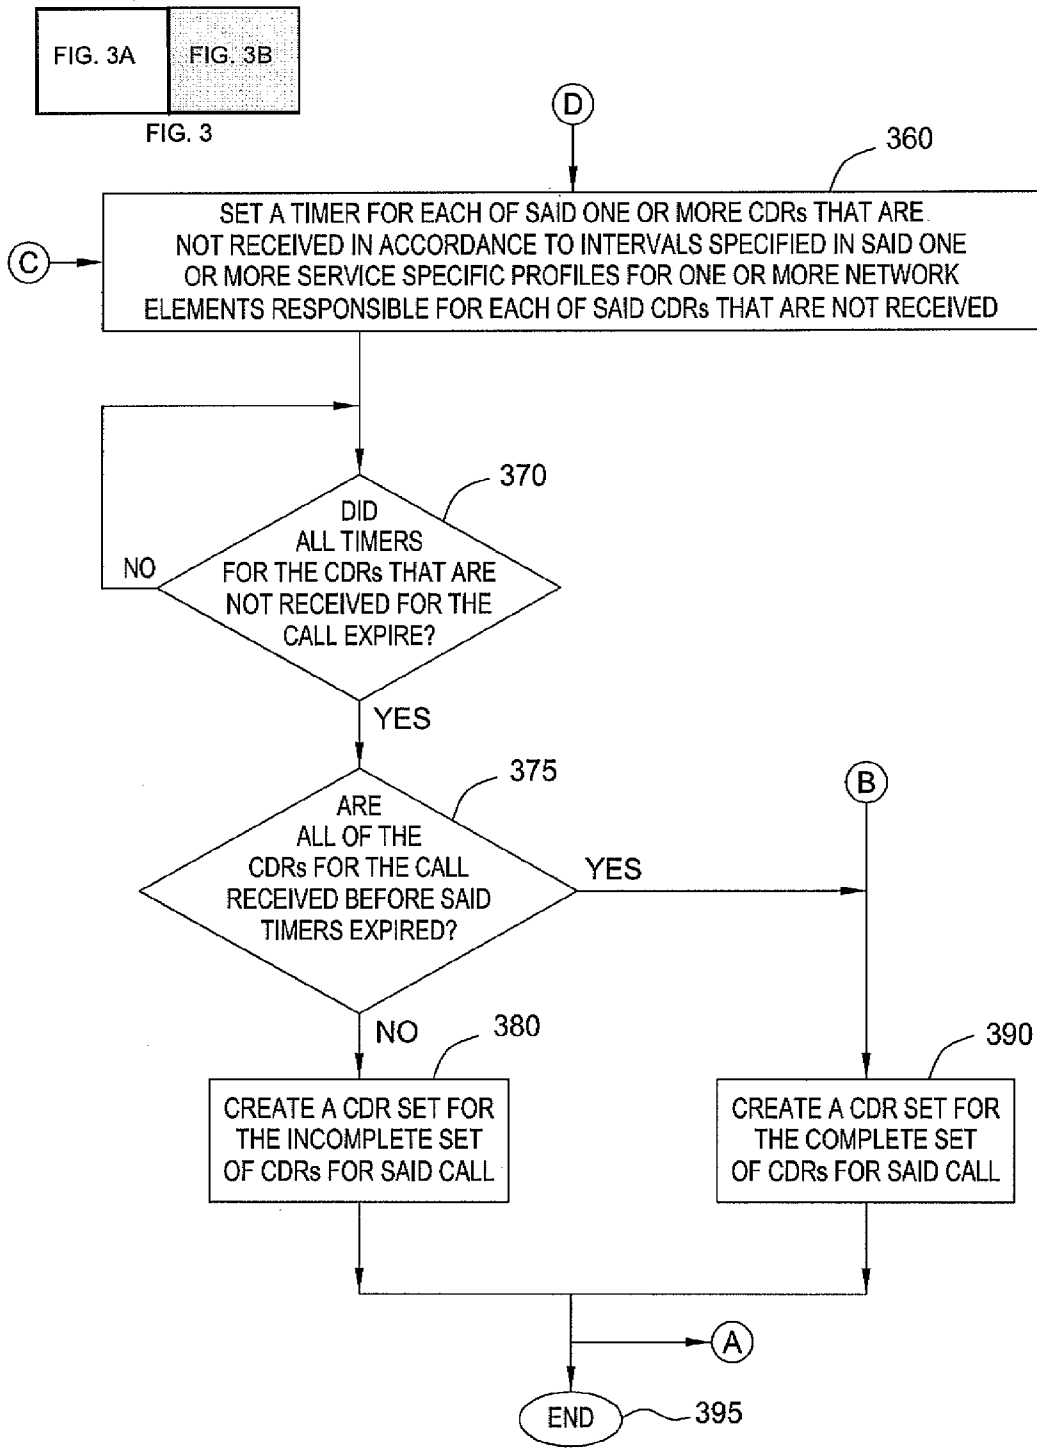 FIG. 3A
FIG. 3B
FIG. 3
D
360
SET A TIMER FOR EACH OF SAID ONE OR MORE CDRs THAT ARE
NOT RECEIVED IN ACCORDANCE TO INTERVALS SPECIFIED IN SAID ONE
OR MORE SERVICE SPECIFIC PROFILES FOR ONE OR MORE NETWORK
ELEMENTS RESPONSIBLE FOR EACH OF SAID CDRs THAT ARE NOT RECEIVED
C
370
DID
ALL TIMERS
FOR THE CDRs THAT ARE
NOT RECEIVED FOR THE
CALL EXPIRE?
NO
YES
375
ARE
ALL OF THE
CDRs FOR THE CALL
RECEIVED BEFORE SAID
TIMERS EXPIRED?
YES
B
NO
380
CREATE A CDR SET FOR
THE INCOMPLETE SET
OF CDRs FOR SAID CALL
390
CREATE A CDR SET FOR
THE COMPLETE SET
OF CDRs FOR SAID CALL
A
END
395